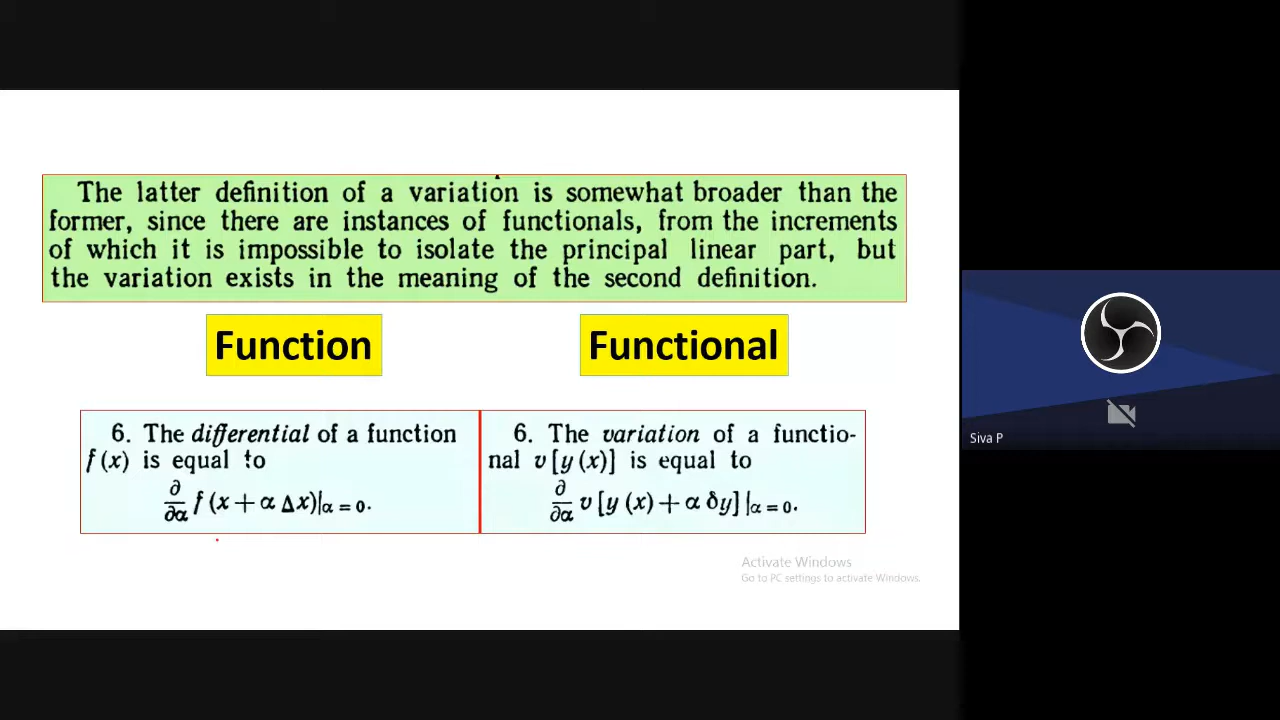 The latter definition of a variation is somewhat broader than the
former, since there are instances of functionals, from the increments
of which it is impossible to isolate the principal linear part, but
the variation exists in the meaning of the second definition.
Function
Functional
6. The differential of a function
f(x) is equal to
∂/∂α f(x + α Δx)|α = 0.
6. The variation of a functio-
nal v[y(x)] is equal to
∂/∂α v[y(x) + α δy]|α = 0.
Activate Windows
Go to PC settings to activate Windows.
Siva P